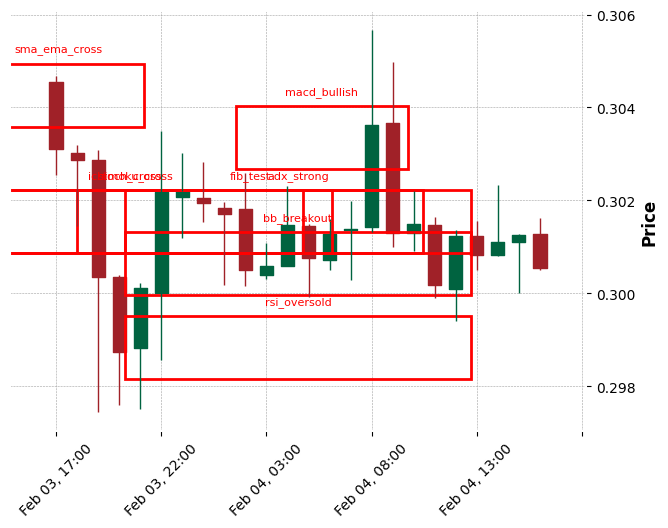 0.306
sma_ema_cross
macd_bullish
0.304
fib_test
adx_strong
0.302
bb_breakout
Price
0.300
rsi_oversold
0.298
Feb 03, 17:00
Feb 03, 22:00
Feb 04, 03:00
Feb 04, 08:00
Feb 04, 13:00